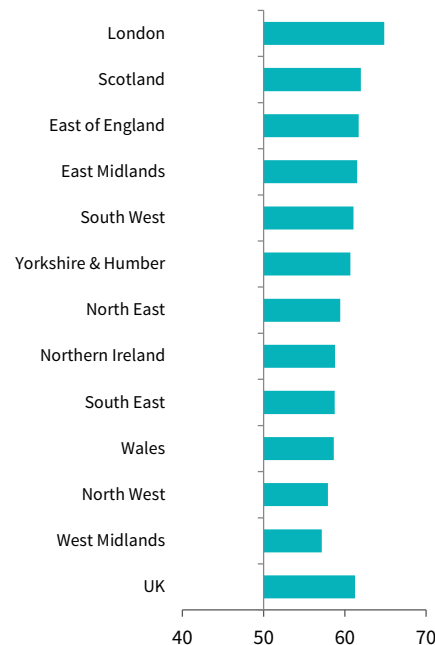 London
Scotland
East of England
East Midlands
South West
Yorkshire & Humber
North East
Northern Ireland
South East
Wales
North West
West Midlands
UK
40 50 60 70